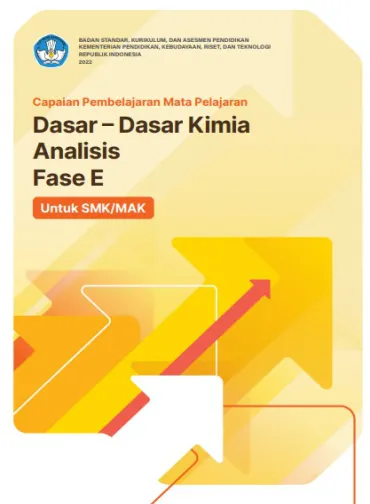 BADAN STANDAR, KURIKULUM, DAN ASESMEN PENDIDIKAN
KEMENTERIAN PENDIDIKAN, KEBUDAYAAN, RISET, DAN TEKNOLOGI
REPUBLIK INDONESIA
2022
Capaian Pembelajaran Mata Pelajaran
Dasar – Dasar Kimia
Analisis
Fase E
Untuk SMK/MAK